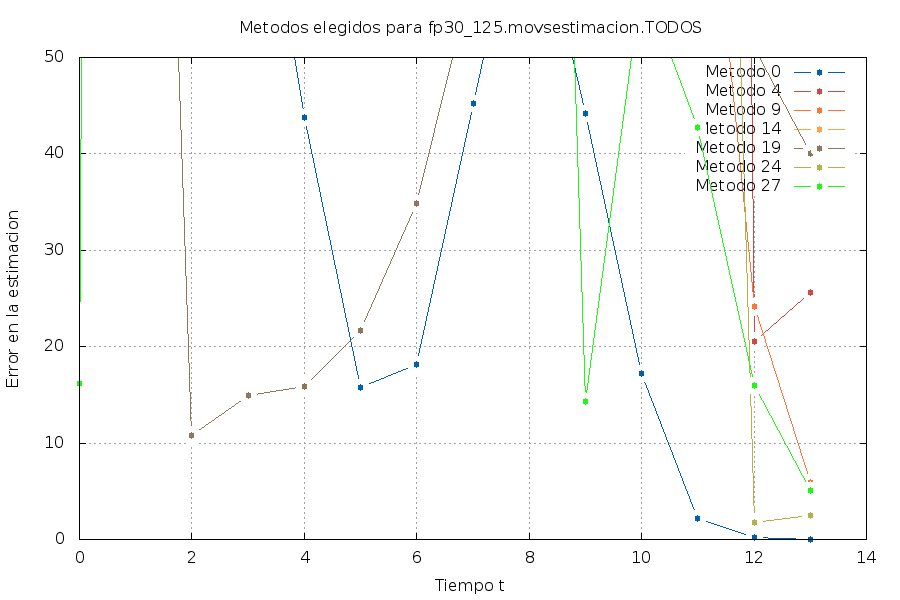 Metodos elegidos para fp30_125.movsestimacion.TODOS
50
40
30
20
10
0
Error en la estimacion
Metodo 0
Metodo 4
Metodo 9
Metodo 14
Metodo 19
Metodo 24
Metodo 27
0 2 4 6 8 10 12 14
Tiempo t